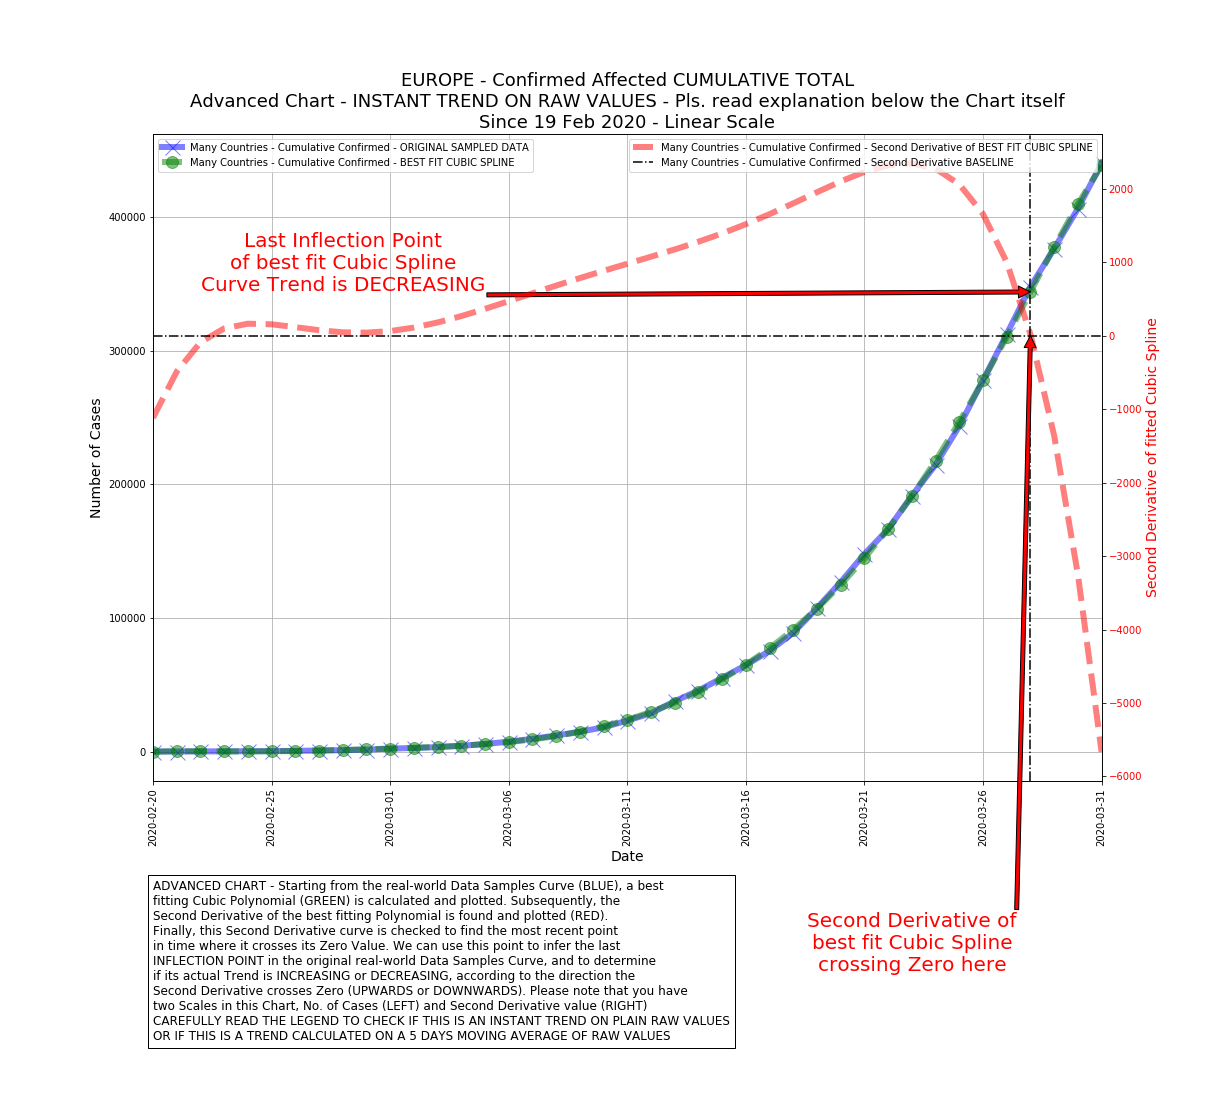 EUROPE - Confirmed Affected CUMULATIVE TOTAL
Advanced Chart - INSTANT TREND ON RAW VALUES - Pls. read explanation below the Chart itself
Since 19 Feb 2020 - Linear Scale
Many Countries - Cumulative Confirmed - ORIGINAL SAMPLED DATA
Many Countries - Cumulative Confirmed - BEST FIT CUBIC SPLINE
Many Countries - Cumulative Confirmed - Second Derivative of BEST FIT CUBIC SPLINE
Many Countries - Cumulative Confirmed - Second Derivative BASELINE
Last Inflection Point
of best fit Cubic Spline
Curve Trend is DECREASING
Number of Cases
400000
300000
200000
100000
0
2000
1000
0
−1000
−2000
−3000
−4000
−5000
−6000
Second Derivative of fitted Cubic Spline
2020-02-20
2020-02-25
2020-03-01
2020-03-06
2020-03-11
2020-03-16
2020-03-21
2020-03-26
2020-03-31
Date
ADVANCED CHART - Starting from the real-world Data Samples Curve (BLUE), a best
fitting Cubic Polynomial (GREEN) is calculated and plotted. Subsequently, the
Second Derivative of the best fitting Polynomial is found and plotted (RED).
Finally, this Second Derivative curve is checked to find the most recent point
in time where it crosses its Zero Value. We can use this point to infer the last
INFLECTION POINT in the original real-world Data Samples Curve, and to determine
if its actual Trend is INCREASING or DECREASING, according to the direction the
Second Derivative crosses Zero (UPWARDS or DOWNWARDS). Please note that you have
two Scales in this Chart, No. of Cases (LEFT) and Second Derivative value (RIGHT)
CAREFULLY READ THE LEGEND TO CHECK IF THIS IS AN INSTANT TREND ON PLAIN RAW VALUES
OR IF THIS IS A TREND CALCULATED ON A 5 DAYS MOVING AVERAGE OF RAW VALUES
Second Derivative of
best fit Cubic Spline
crossing Zero here